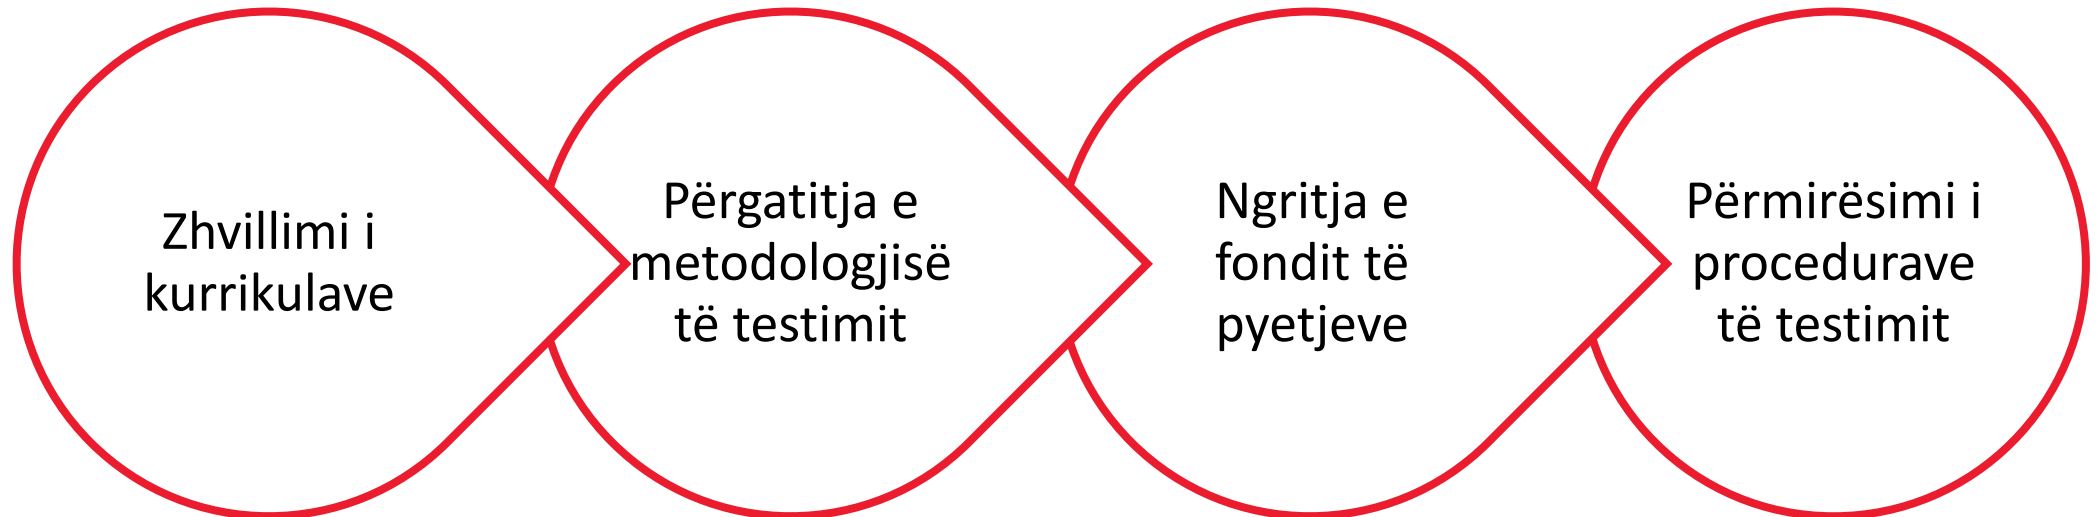 Zhvillimi i
kurrikulave
Përgatitja e
metodologjisë
të testimit
Ngritja e
fondit të
pyetjeve
Përmirësimi i
procedurave
të testimit